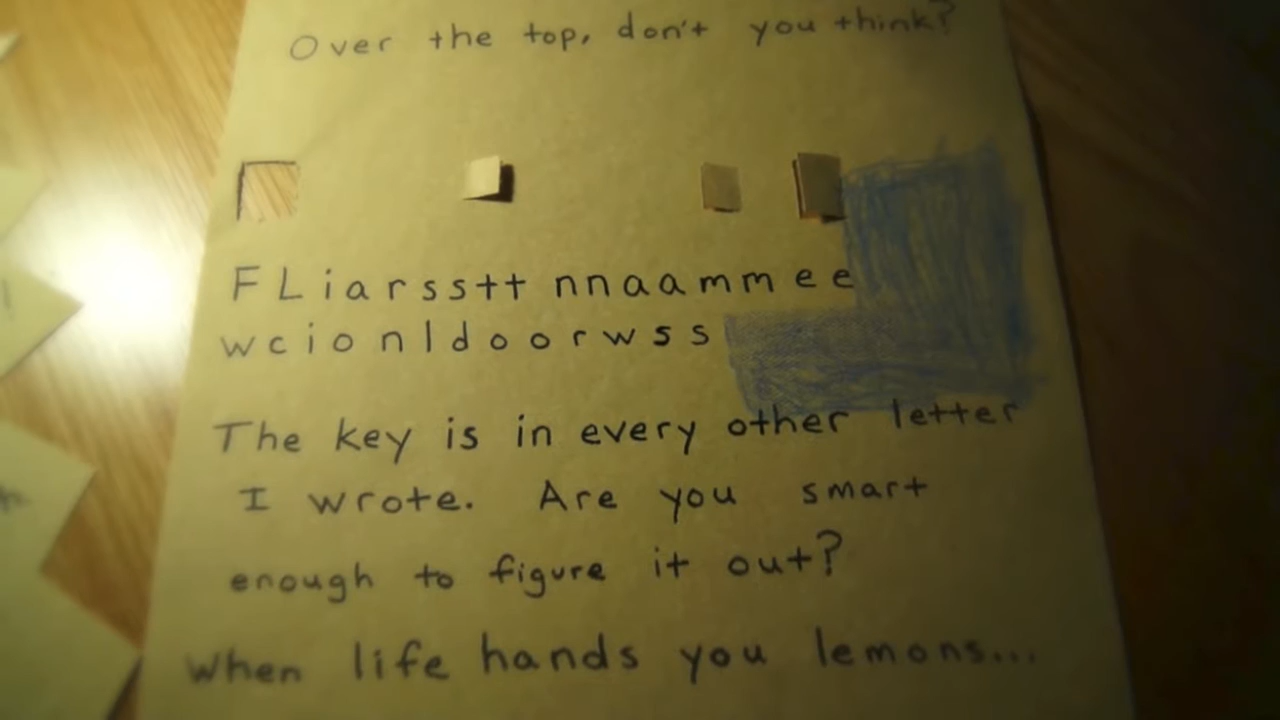 Over the top, don't you think?
FLiarsstt nnaammee
wcionldoorwss
The key is in every other letter
I wrote. Are you smart
enough to figure it out?
When life hands you lemons...